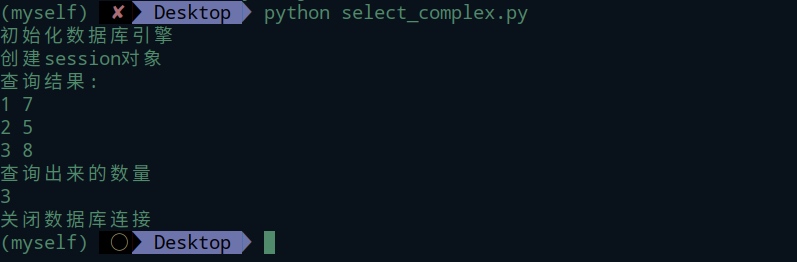 (myself) ✘ Desktop python select_complex.py
初始化数据库引擎
创建session对象
查询结果:
1 7
2 5
3 8
查询出来的数量
3
关闭数据库连接
(myself) ○ Desktop